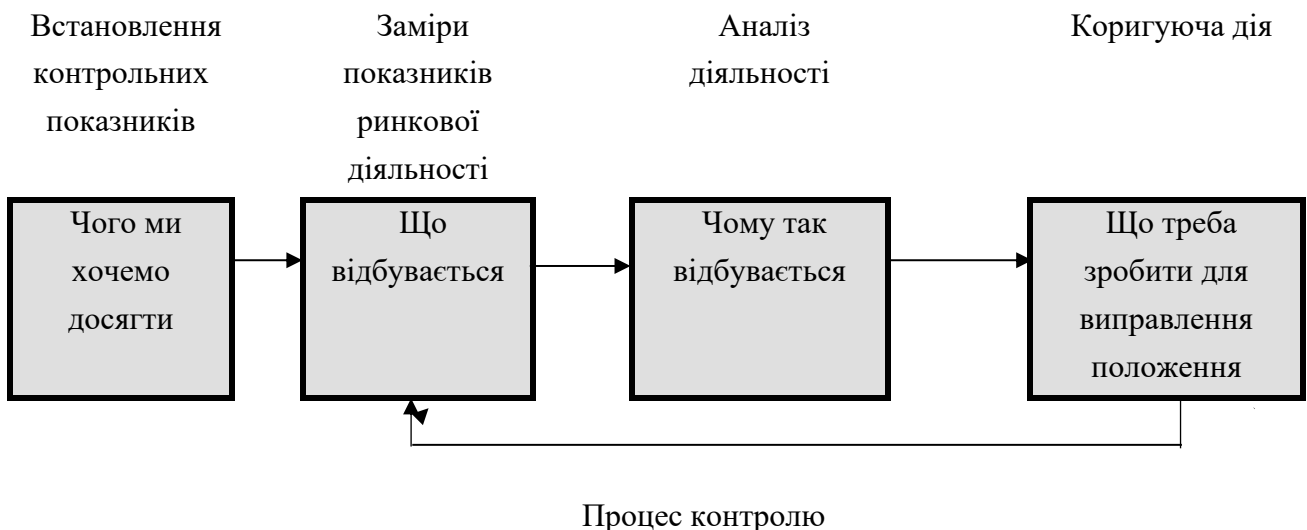 Встановлення
контрольних
показників
Заміри
показників
ринкової
діяльності
Аналіз
діяльності
Коригуюча дія
Чого ми
хочемо
досягти
Що
відбувається
Чому так
відбувається
Що треба
зробити для
виправлення
положення
Процес контролю